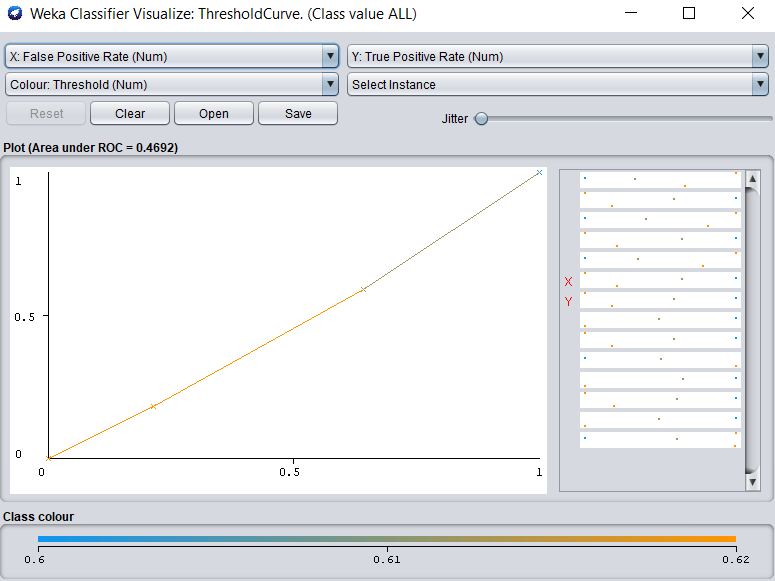 Weka Classifier Visualize: ThresholdCurve. (Class value ALL)
X: False Positive Rate (Num) Y: True Positive Rate (Num)
Colour: Threshold (Num) Select Instance
Reset Clear Open Save Jitter
Plot (Area under ROC = 0.4692)
1
0.5
0
0 0.5 1
X
Y
Class colour
0.6 0.61 0.62